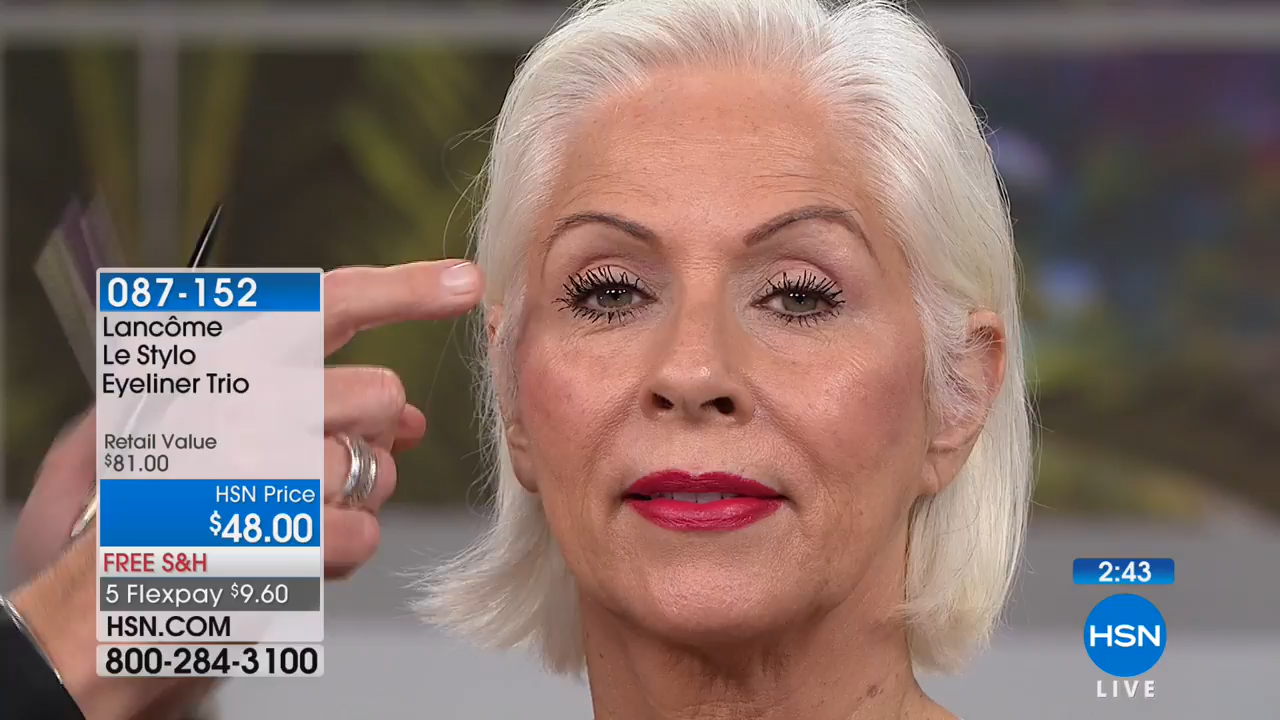 087-152
Lancôme
Le Stylo
Eyeliner Trio
Retail Value
$81.00
HSN Price
$48.00
FREE S&H
5 Flexpay $9.60
HSN.COM
800-284-3100
2:43
HSN
LIVE